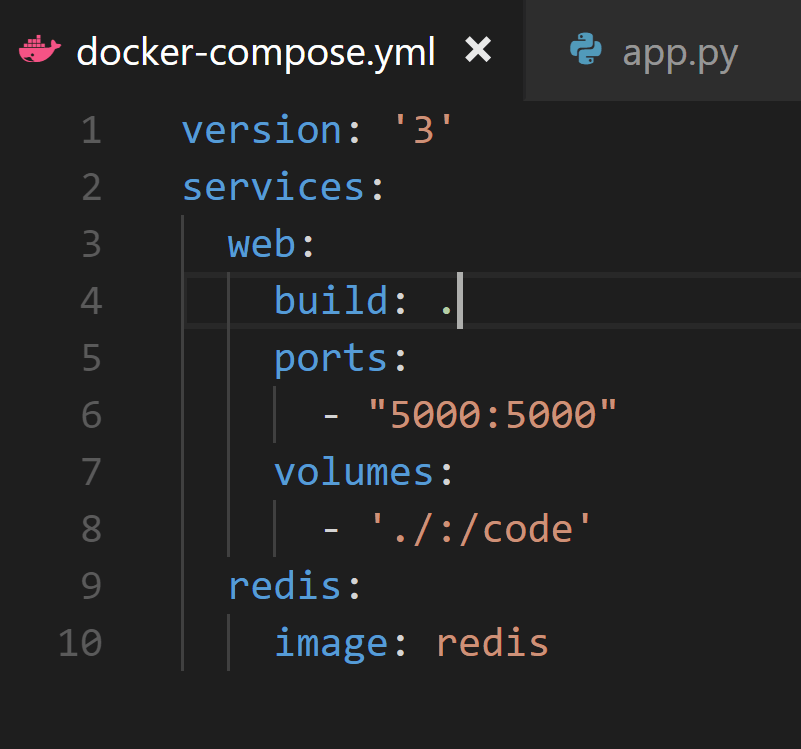 docker-compose.yml app.py
1 version: '3'
2 services:
3   web:
4     build: .
5     ports:
6       - "5000:5000"
7     volumes:
8       - './:/code'
9   redis:
10     image: redis